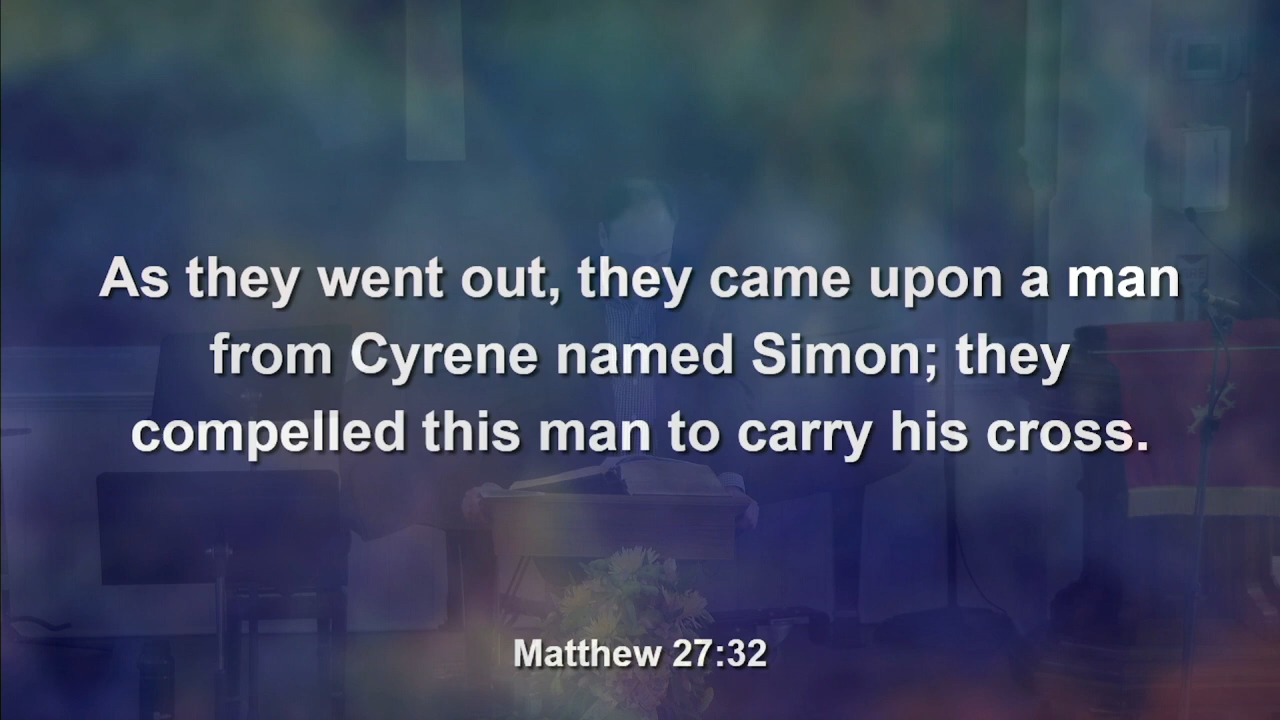 As they went out, they came upon a man
from Cyrene named Simon; they
compelled this man to carry his cross.
Matthew 27:32